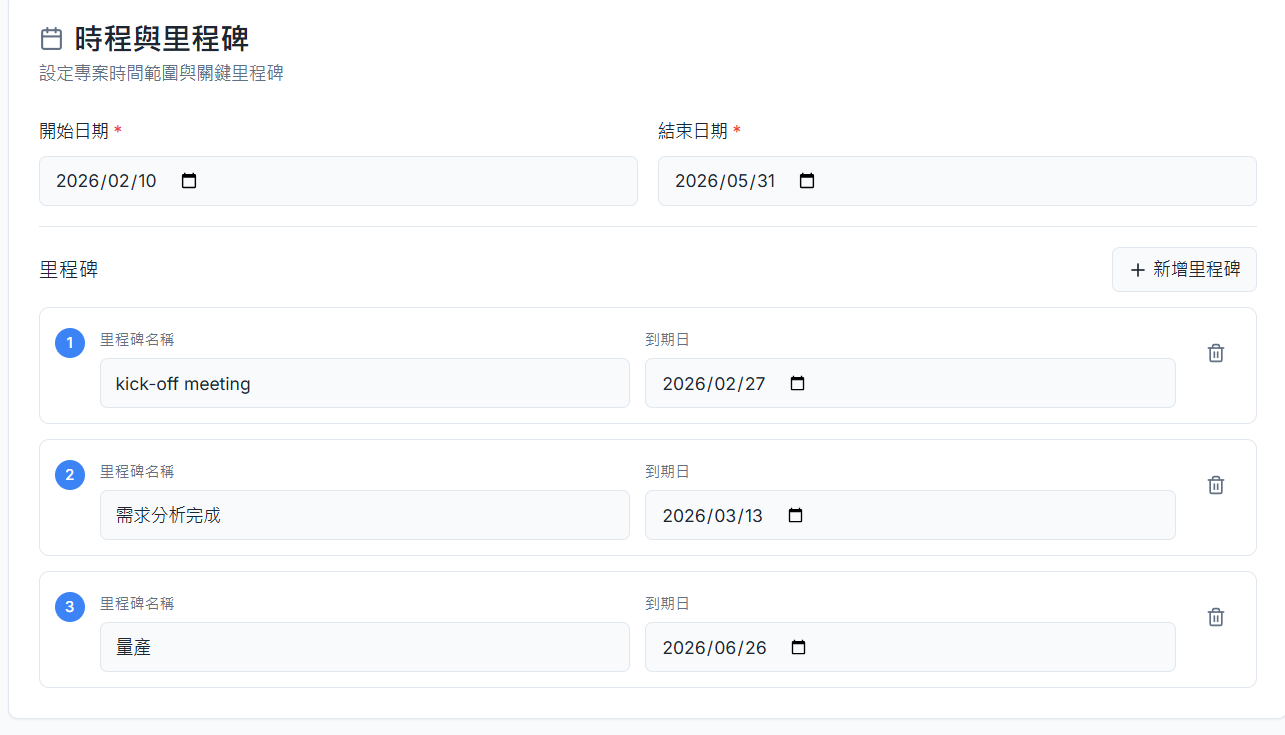 時程與里程碑
設定專案時間範圍與關鍵里程碑
開始日期 * 結束日期 *
2026/02/10 2026/05/31
里程碑 + 新增里程碑
1 里程碑名稱 到期日
kick-off meeting 2026/02/27
2 里程碑名稱 到期日
需求分析完成 2026/03/13
3 里程碑名稱 到期日
量產 2026/06/26